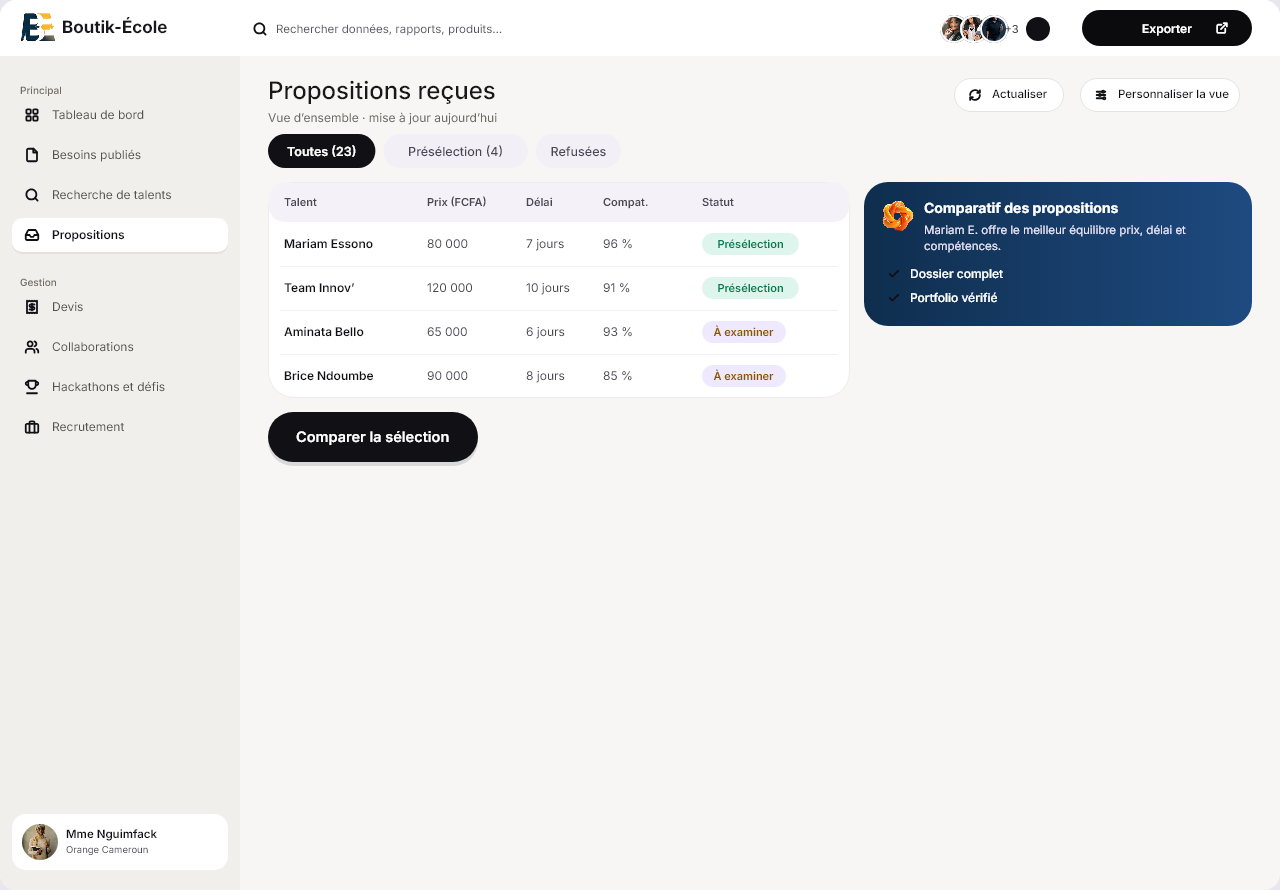 Boutik-École
Rechercher données, rapports, produits...
+3
Exporter
Principal
Tableau de bord
Besoins publiés
Recherche de talents
Propositions
Gestion
Devis
Collaborations
Hackathons et défis
Recrutement
Mme Nguimfack
Orange Cameroun
Propositions reçues
Vue d’ensemble · mise à jour aujourd’hui
Actualiser
Personnaliser la vue
Toutes (23)
Présélection (4)
Refusées
Talent Prix (FCFA) Délai Compat. Statut
Mariam Essono 80 000 7 jours 96 % Présélection
Team Innov’ 120 000 10 jours 91 % Présélection
Aminata Bello 65 000 6 jours 93 % À examiner
Brice Ndoumbe 90 000 8 jours 85 % À examiner
Comparer la sélection
Comparatif des propositions
Mariam E. offre le meilleur équilibre prix, délai et
compétences.
Dossier complet
Portfolio vérifié